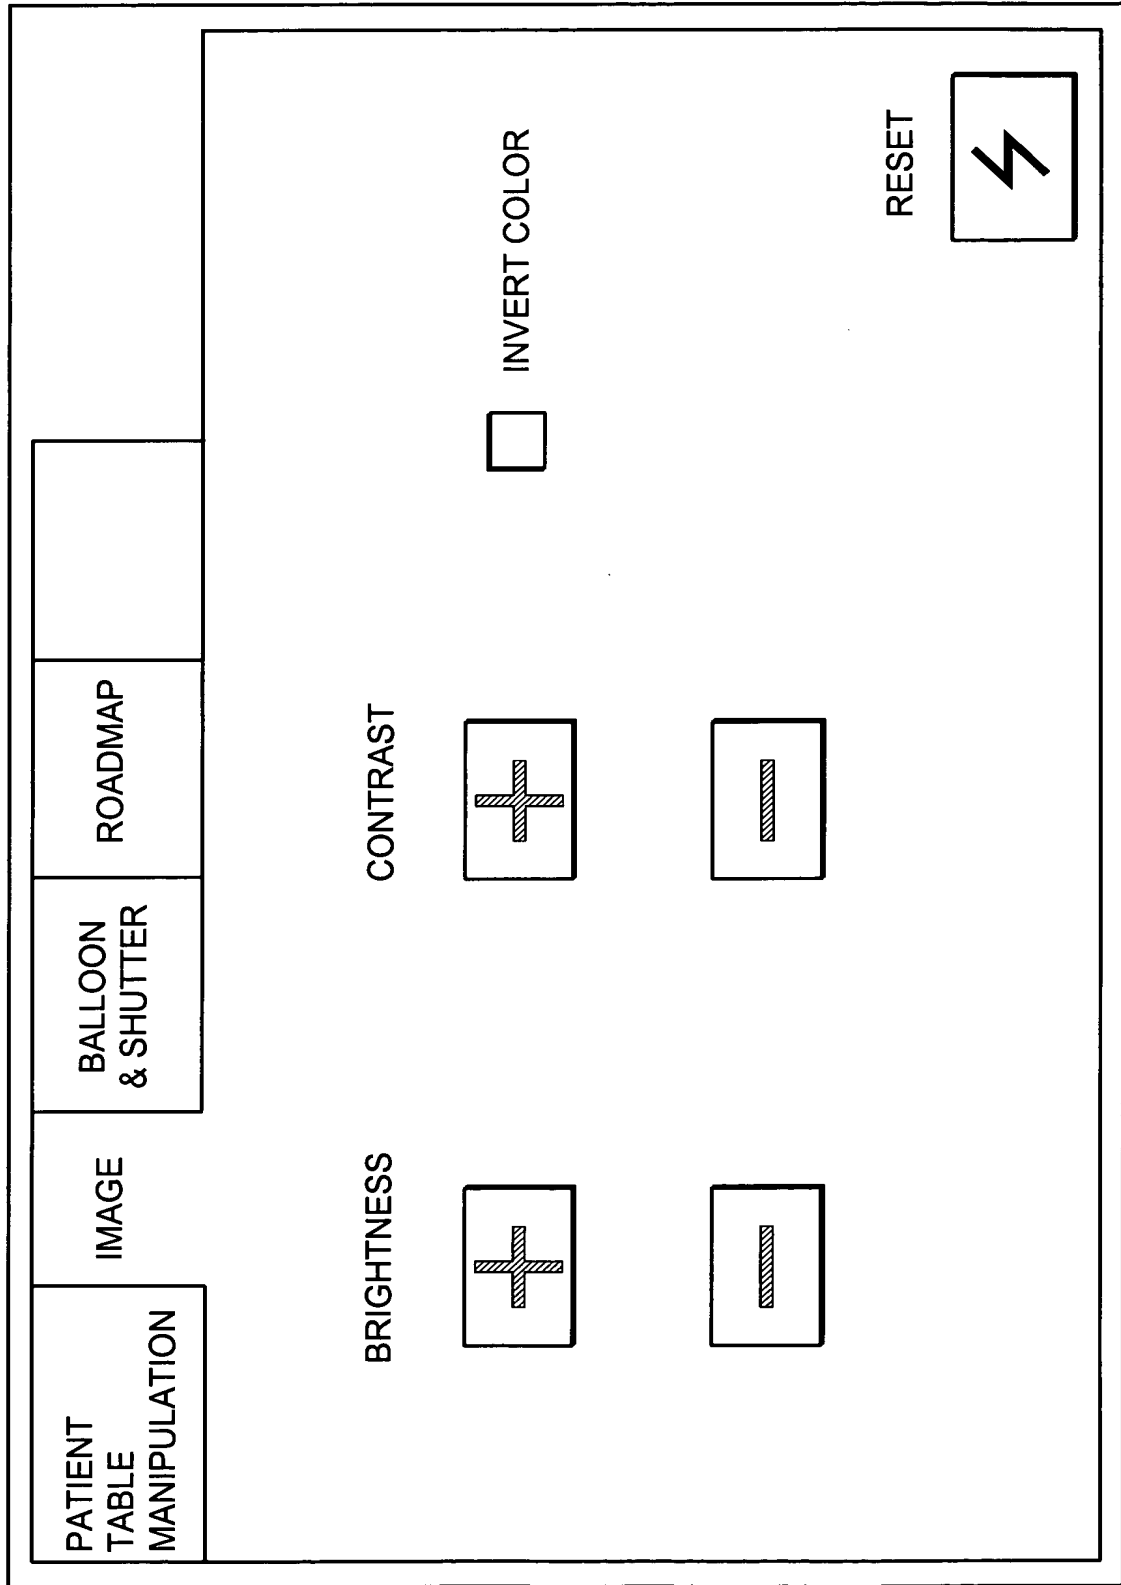 PATIENT
TABLE
MANIPULATION
IMAGE
BALLOON
& SHUTTER
ROADMAP
BRIGHTNESS
CONTRAST
INVERT COLOR
RESET